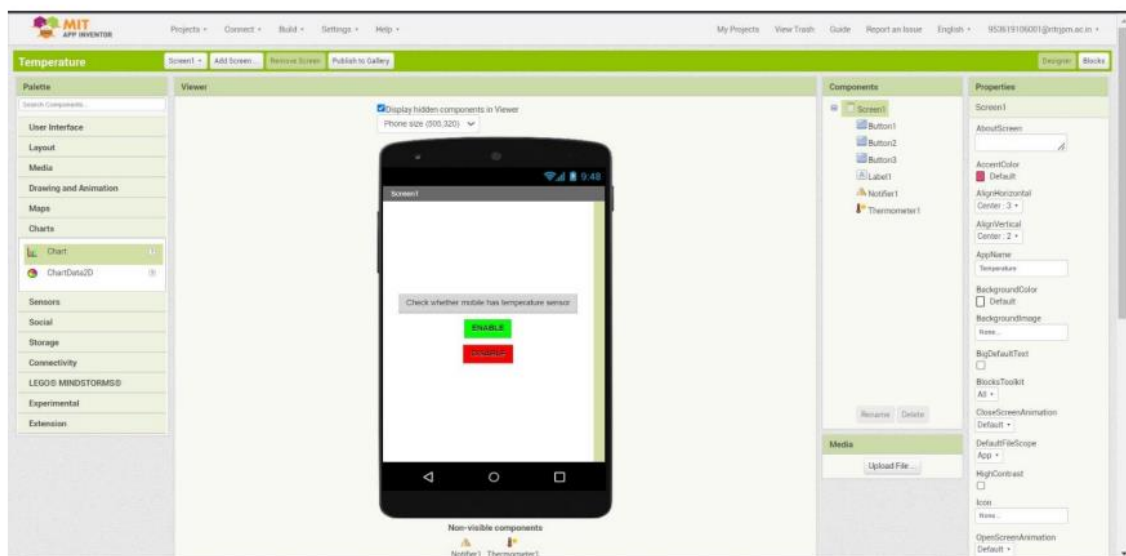 MIT
APP INVENTOR
Projects Connect Build Settings Help
My Projects View Trash Guide Report an Issue English
Temperature
Screen1 Add Screen... Remove Screen Publish to Gallery
Designer Blocks
Palette
Search Components...
User Interface
Layout
Media
Drawing and Animation
Maps
Charts
Chart
ChartData2D
Sensors
Social
Storage
Connectivity
LEGO® MINDSTORMS®
Experimental
Extension
Viewer
Display hidden components in Viewer
Phone size (505,320)
9:48
Screen1
Check whether mobile has temperature sensor
ENABLE
DISABLE
Non-visible components
Notifier1 Thermometer1
Components
Screen1
Button1
Button2
Button3
Label1
Notifier1
Thermometer1
Rename Delete
Media
Upload File ...
Properties
Screen1
AboutScreen
AccentColor
Default
AlignHorizontal
Center : 3
AlignVertical
Center : 2
AppName
Temperature
BackgroundColor
Default
BackgroundImage
None...
BigDefaultText
BlocksToolkit
All
CloseScreenAnimation
Default
DefaultFileScope
App
HighContrast
Icon
None...
OpenScreenAnimation
Default